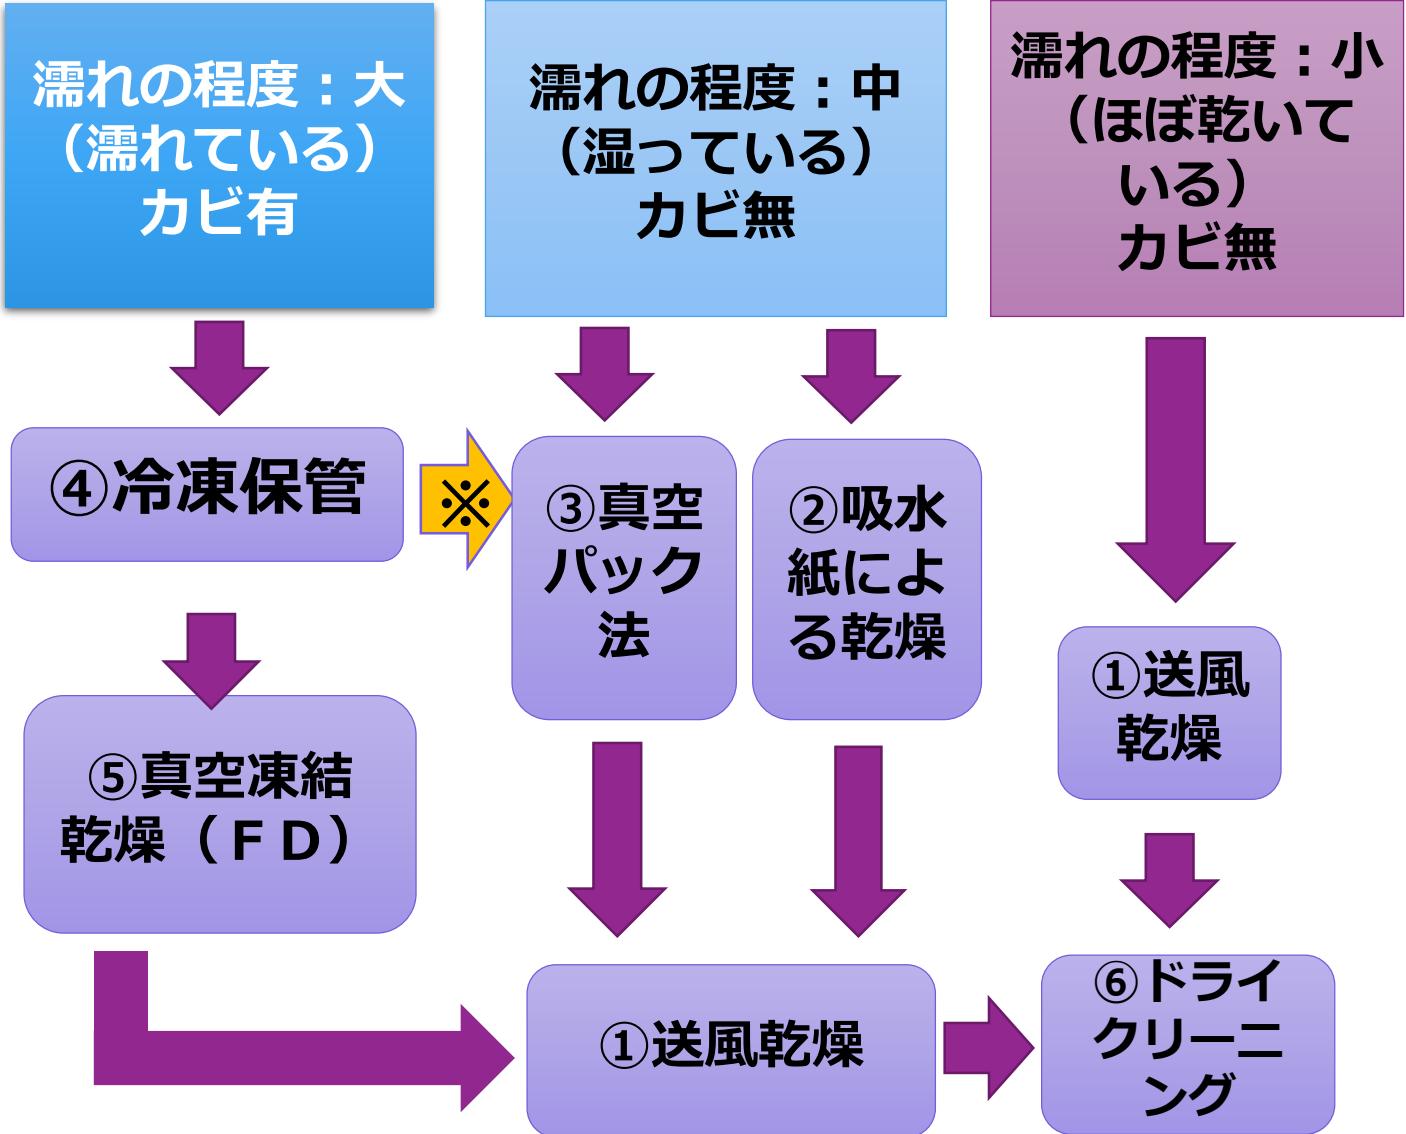 濡れの程度：大
（濡れている）
カビ有
濡れの程度：中
（湿っている）
カビ無
濡れの程度：小
（ほぼ乾いて
いる）
カビ無
④冷凍保管
※
③真空
パック
法
②吸水
紙によ
る乾燥
①送風
乾燥
⑤真空凍結
乾燥（ＦＤ）
①送風乾燥
⑥ドライ
クリーニ
ング